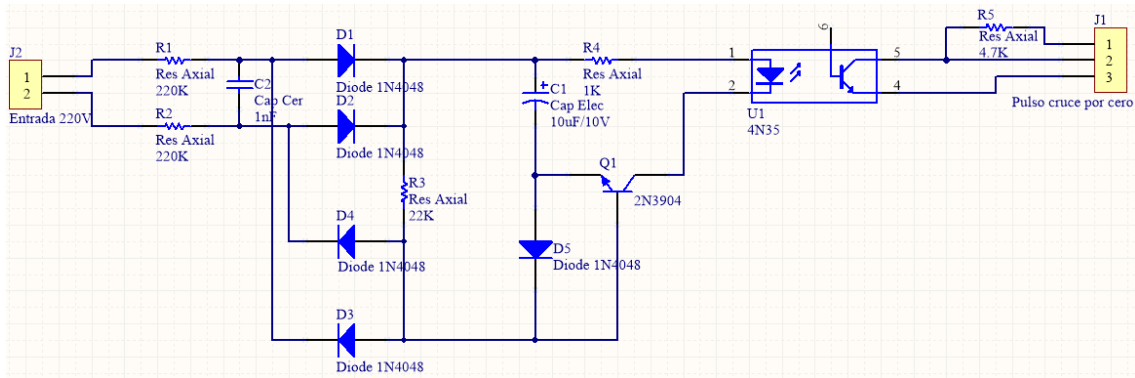 J2
1
2
Entrada 220V
R1
Res Axial
220K
R2
Res Axial
220K
C2
Cap Cer
1nF
D1
Diode 1N4048
D2
Diode 1N4048
R3
Res Axial
22K
D4
Diode 1N4048
D3
Diode 1N4048
C1
Cap Elec
10uF/10V
D5
Diode 1N4048
R4
Res Axial
1K
Q1
2N3904
1
2
6
5
4
U1
4N35
R5
Res Axial
4.7K
J1
1
2
3
Pulso cruce por cero